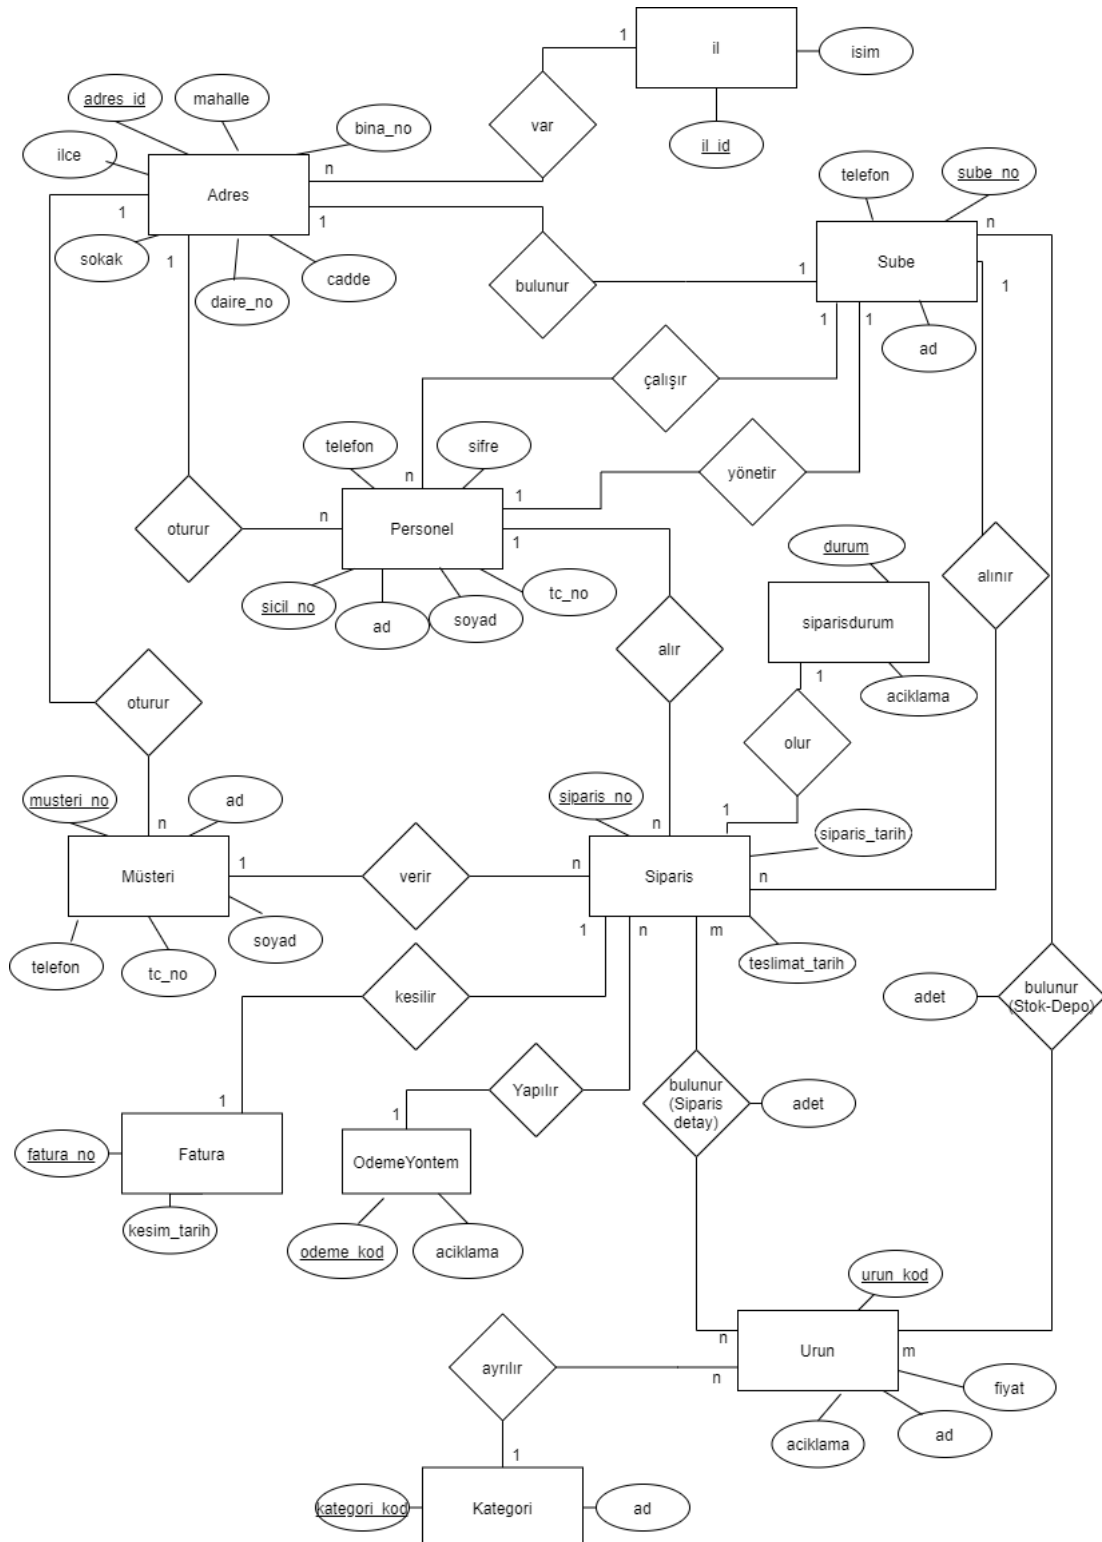 il
isim
1
var
il_id
adres_id
mahalle
bina_no
ilce
n
Adres
1
1
1
sokak
daire_no
cadde
bulunur
1
telefon
sube_no
n
Sube
1
1
1
ad
çalışır
telefon
sifre
n
1
yönetir
oturur
n
Personel
1
sicil_no
ad
soyad
tc_no
alır
durum
alınır
siparisdurum
1
aciklama
oturur
olur
musteri_no
ad
n
siparis_no
n
1
siparis_tarih
Müsteri
1
verir
n
Siparis
n
soyad
telefon
tc_no
1
n
m
teslimat_tarih
kesilir
adet
bulunur
(Stok-Depo)
Yapılır
bulunur
(Siparis
detay)
adet
1
1
fatura_no
Fatura
OdemeYontem
kesim_tarih
odeme_kod
aciklama
urun_kod
n
Urun
m
ayrılır
n
fiyat
aciklama
ad
1
kategori_kod
Kategori
ad